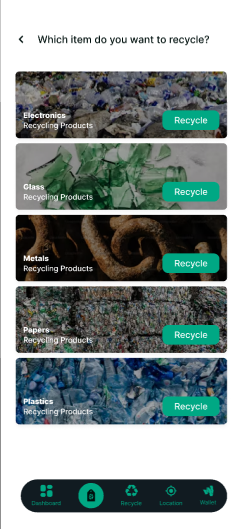 Which item do you want to recycle?
Electronics
Recycling Products
Recycle
Glass
Recycling Products
Recycle
Metals
Recycling Products
Recycle
Papers
Recycling Products
Recycle
Plastics
Recycling Products
Recycle
Dashboard
Recycle
Location
Wallet